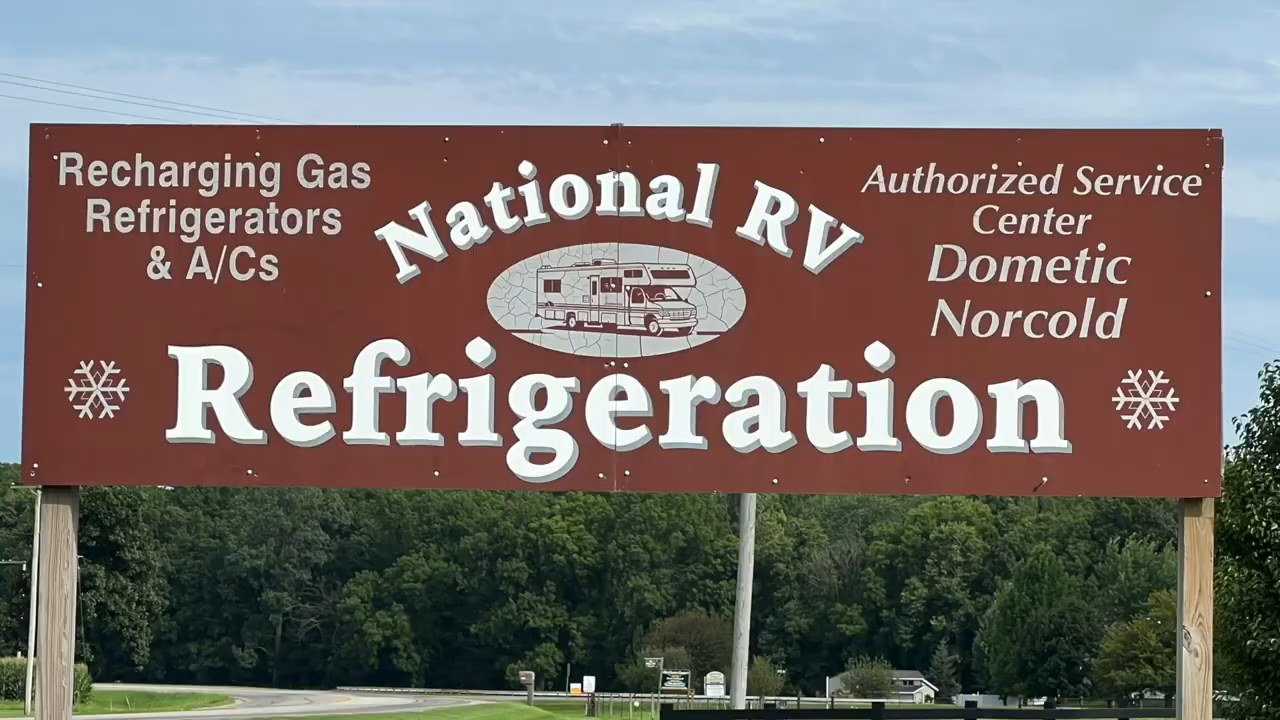 Recharging Gas
Refrigerators
& A/Cs
National RV
Refrigeration
Authorized Service
Center
Dometic
Norcold